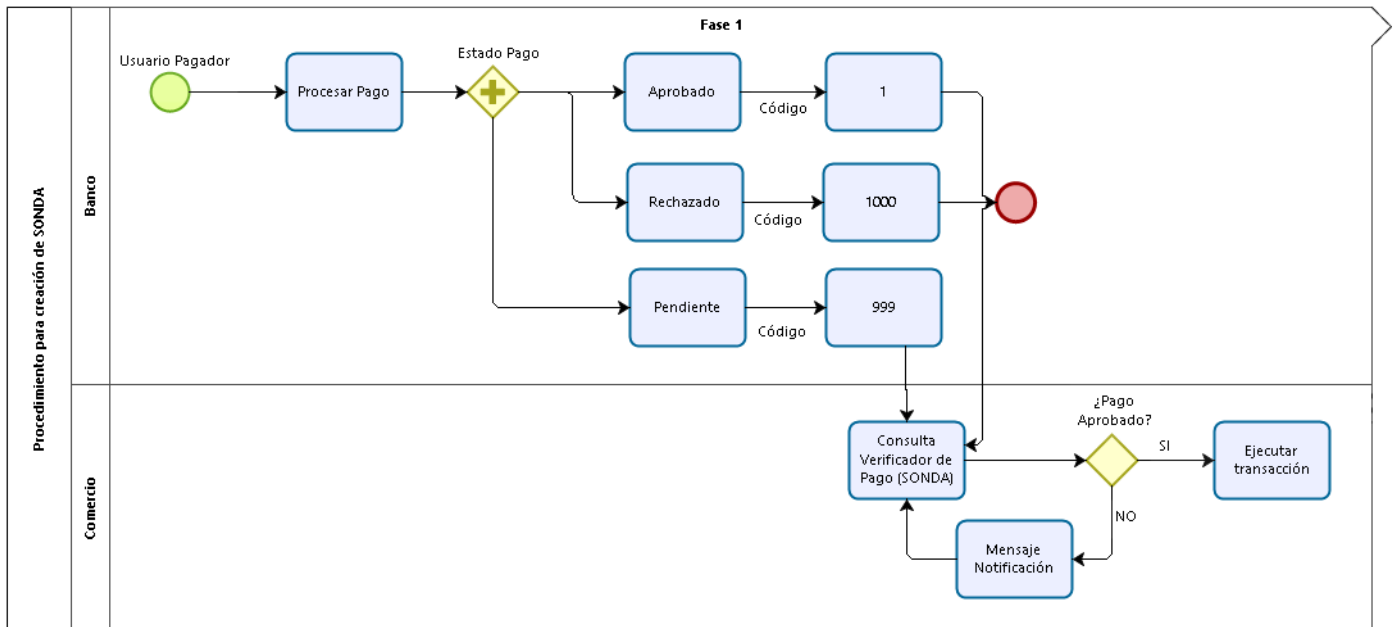 Fase 1
Procedimiento para creación de SONDA
Banco
Usuario Pagador
Procesar Pago
Estado Pago
Aprobado
Código
1
Rechazado
Código
1000
Pendiente
Código
999
Comercio
Consulta
Verificador de
Pago (SONDA)
¿Pago
Aprobado?
SI
Ejecutar
transacción
NO
Mensaje
Notificación